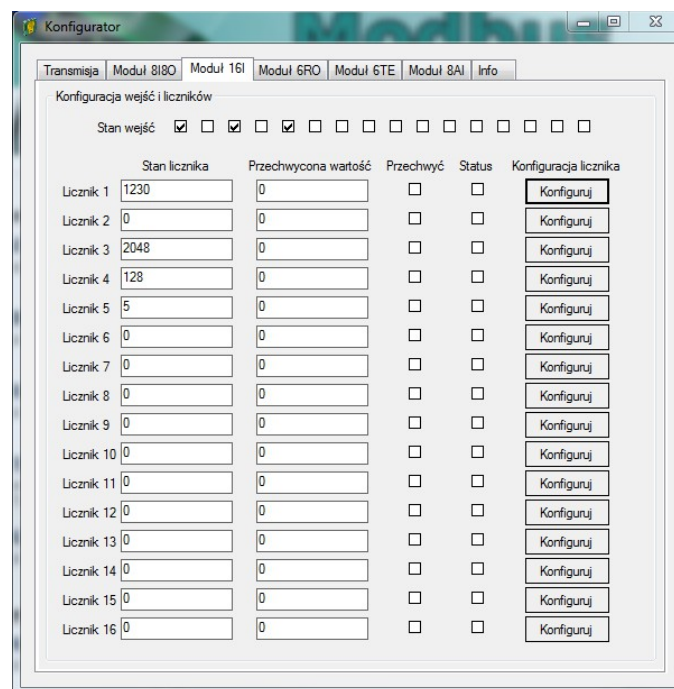 Modbus
Konfigurator
Transmisja Moduł 8I8O Moduł 16I Moduł 6RO Moduł 6TE Moduł 8AI Info
Konfiguracja wejść i liczników
Stan wejść
Stan licznika Przechwycona wartość Przechwyć Status Konfiguracja licznika
Licznik 1 1230 0 Konfiguruj
Licznik 2 0 0 Konfiguruj
Licznik 3 2048 0 Konfiguruj
Licznik 4 128 0 Konfiguruj
Licznik 5 5 0 Konfiguruj
Licznik 6 0 0 Konfiguruj
Licznik 7 0 0 Konfiguruj
Licznik 8 0 0 Konfiguruj
Licznik 9 0 0 Konfiguruj
Licznik 10 0 0 Konfiguruj
Licznik 11 0 0 Konfiguruj
Licznik 12 0 0 Konfiguruj
Licznik 13 0 0 Konfiguruj
Licznik 14 0 0 Konfiguruj
Licznik 15 0 0 Konfiguruj
Licznik 16 0 0 Konfiguruj